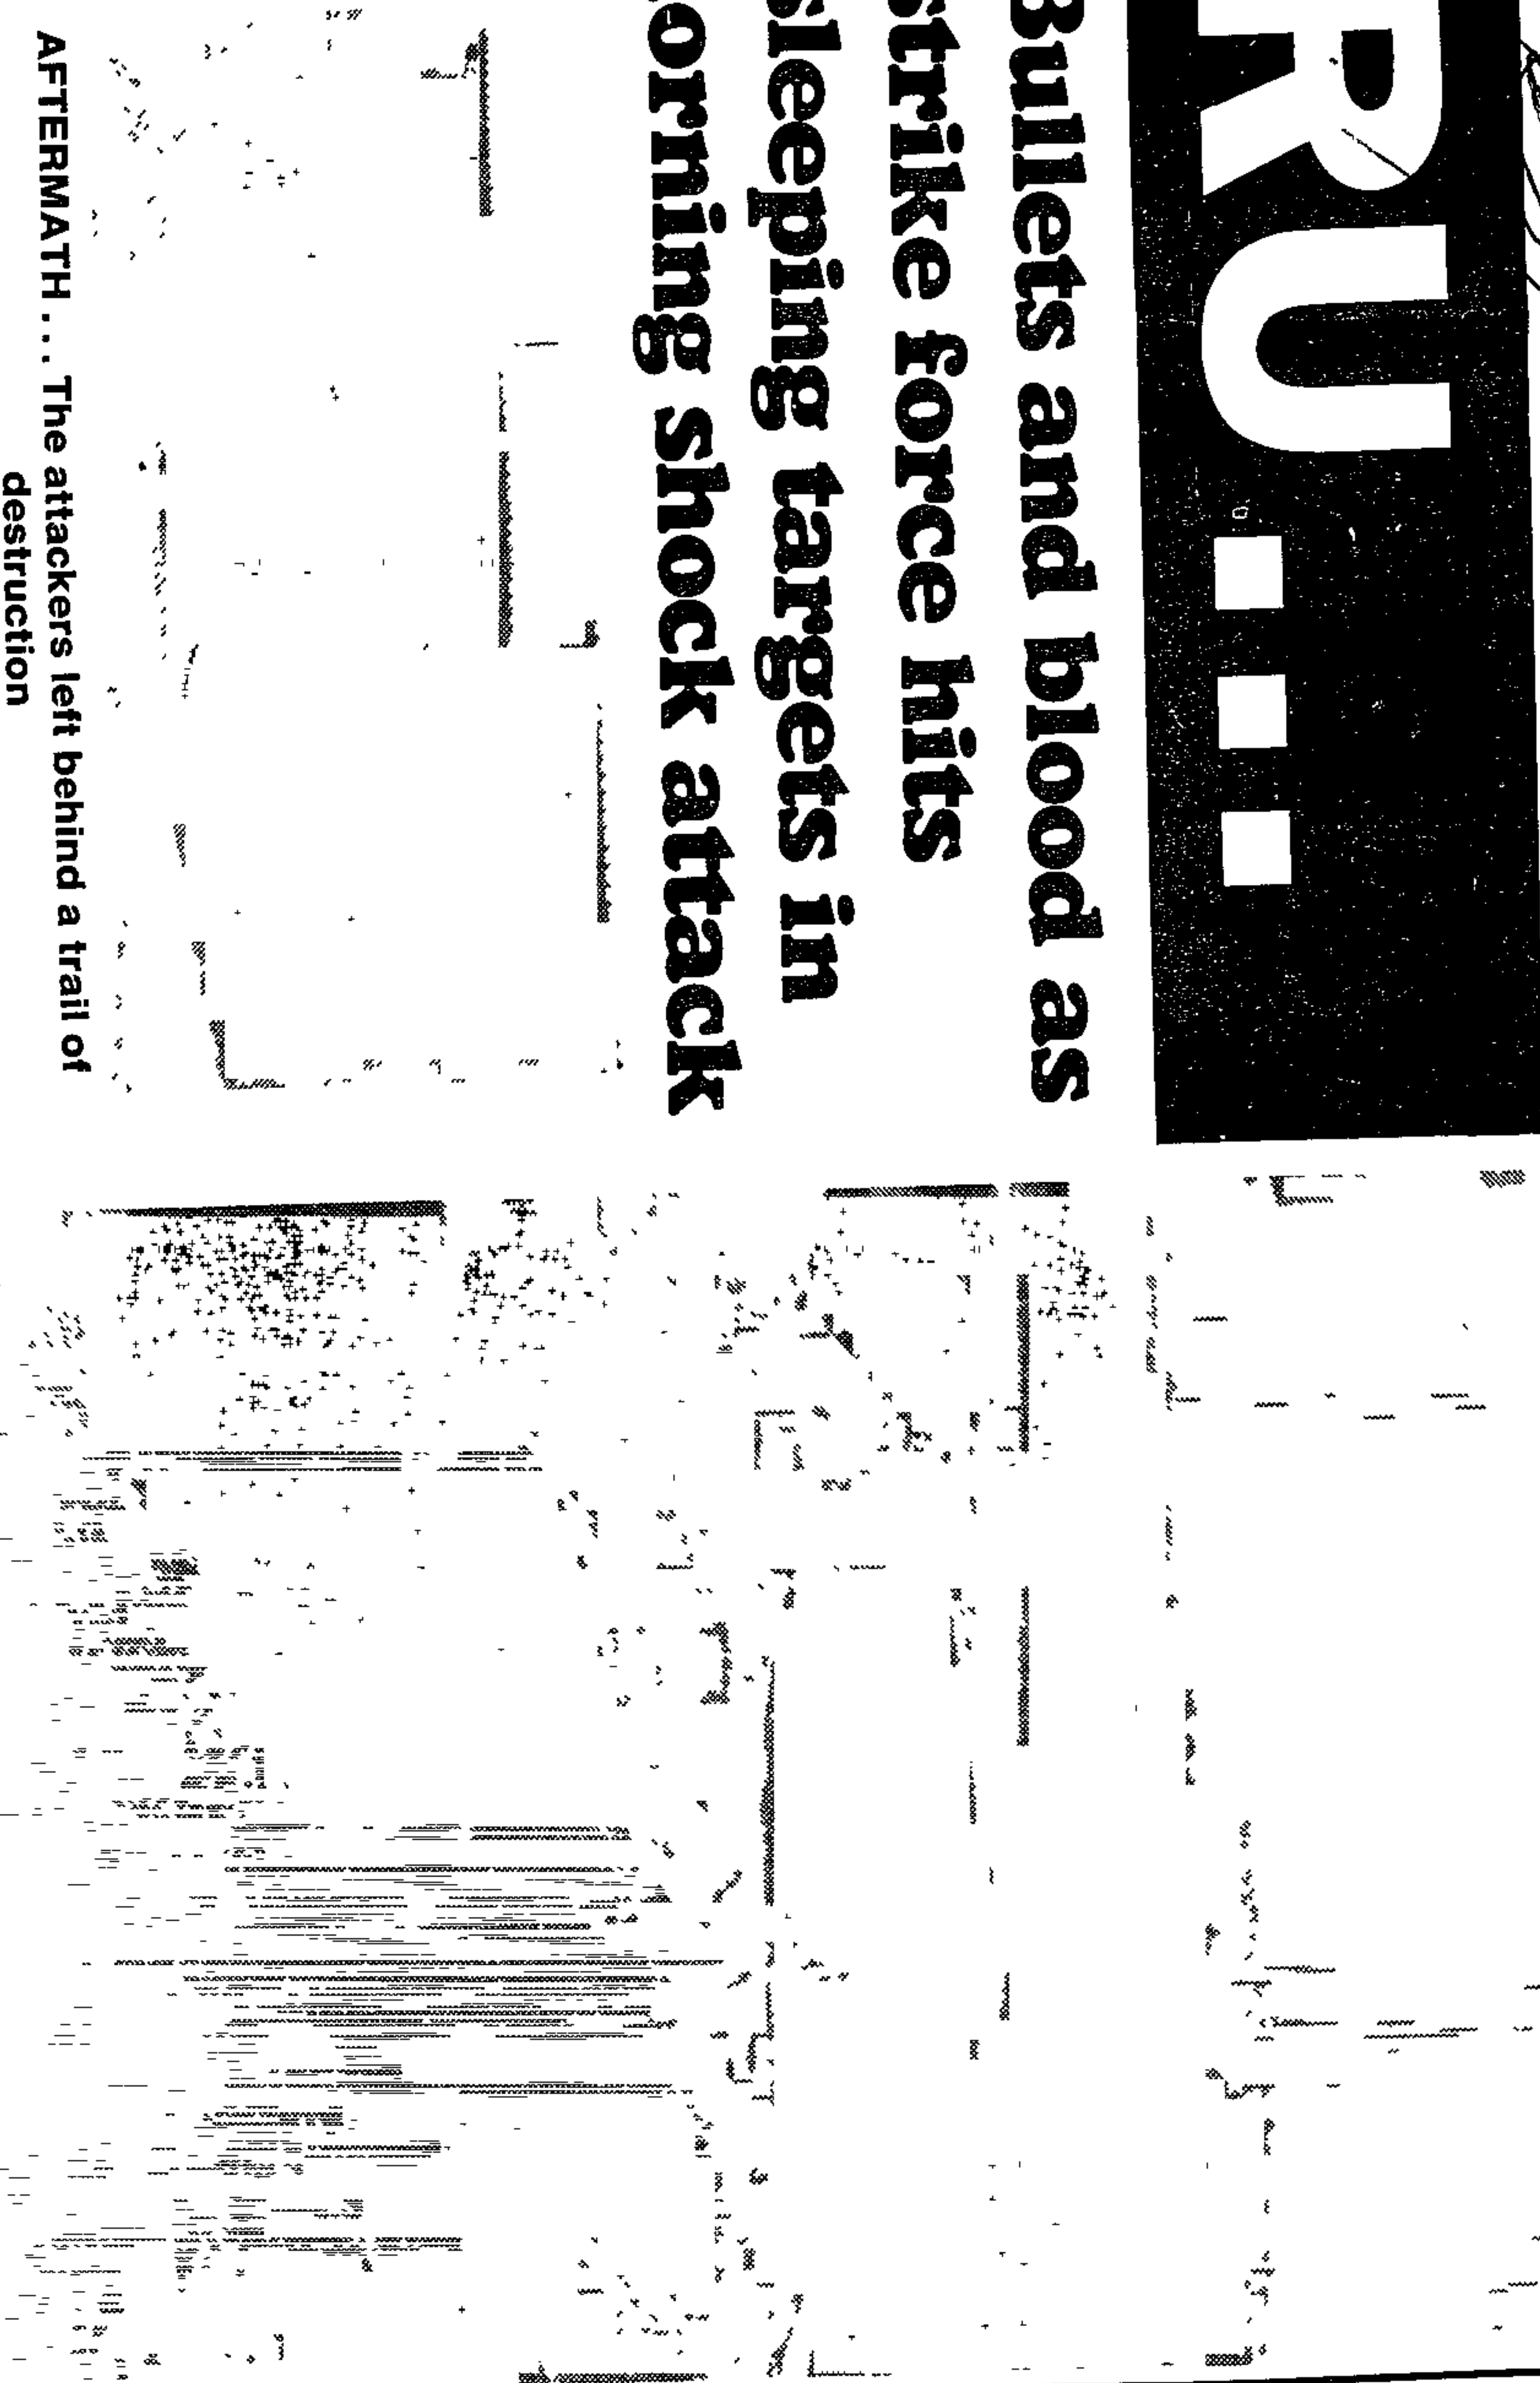 RU...
Bullets and blood as
strike force hits
sleeping targets in
orning shock attack
AFTERMATH... The attackers left behind a trail of
destruction